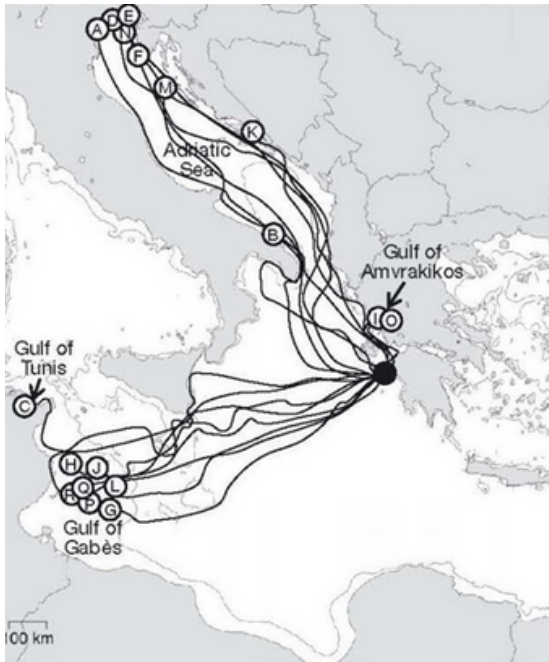 D E
A N
F
M
K
Adriatic
Sea
B
Gulf of
Amvrakikos
I O
Gulf of
Tunis
C
H J
Q L
R P G
Gulf of
Gabès
100 km